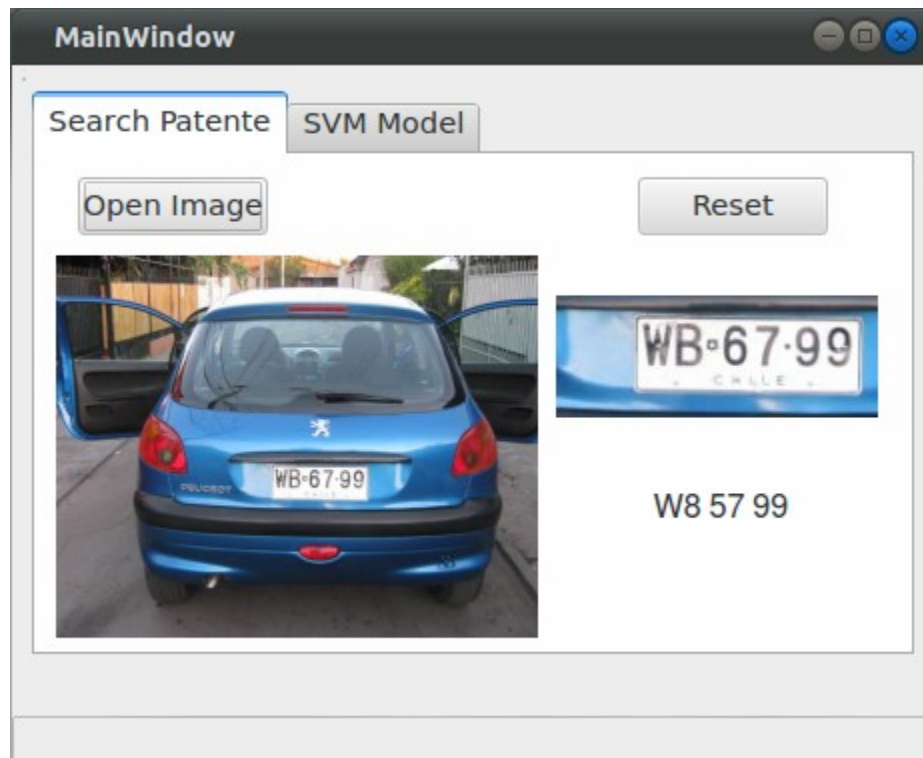 MainWindow
Search Patente
SVM Model
Open Image
Reset
PEUGEOT
WB·67·99
CHILE
WB·67·99
CHILE
W8 57 99